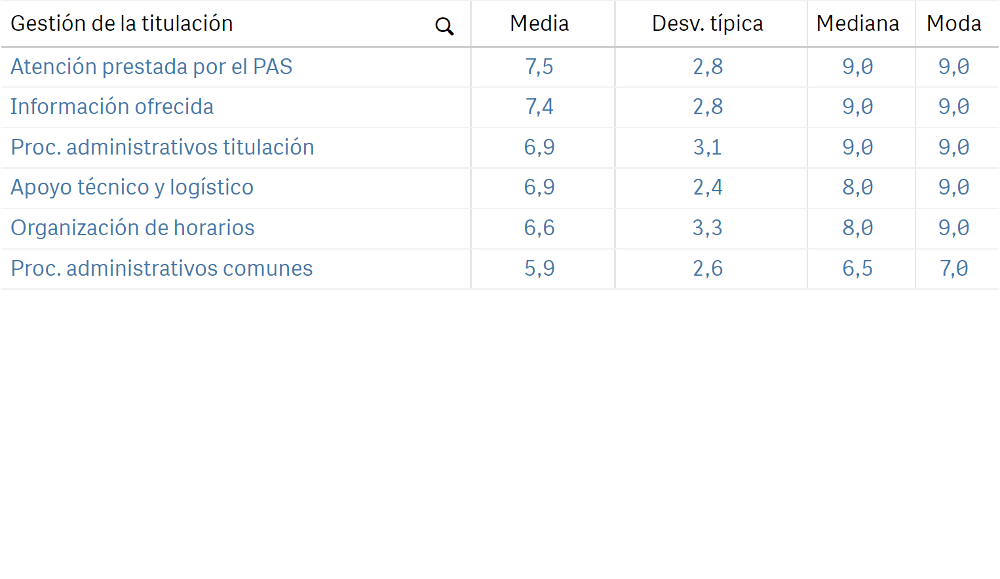 Gestión de la titulación Media Desv. típica Mediana Moda
Atención prestada por el PAS 7,5 2,8 9,0 9,0
Información ofrecida 7,4 2,8 9,0 9,0
Proc. administrativos titulación 6,9 3,1 9,0 9,0
Apoyo técnico y logístico 6,9 2,4 8,0 9,0
Organización de horarios 6,6 3,3 8,0 9,0
Proc. administrativos comunes 5,9 2,6 6,5 7,0